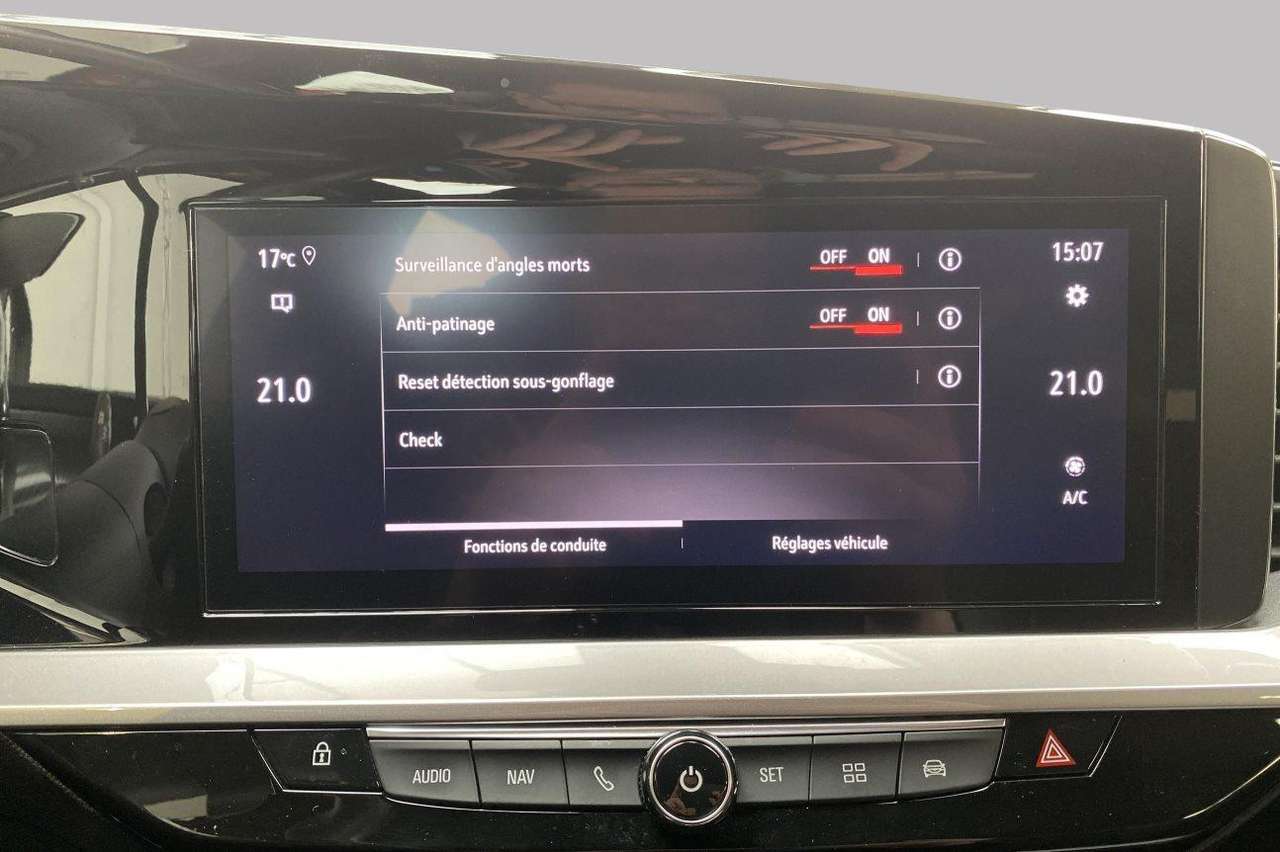 17°C
15:07
Surveillance d'angles morts OFF ON
Anti-patinage OFF ON
21.0
21.0
Reset détection sous-gonflage
Check
A/C
Fonctions de conduite
Réglages véhicule
AUDIO
NAV
SET